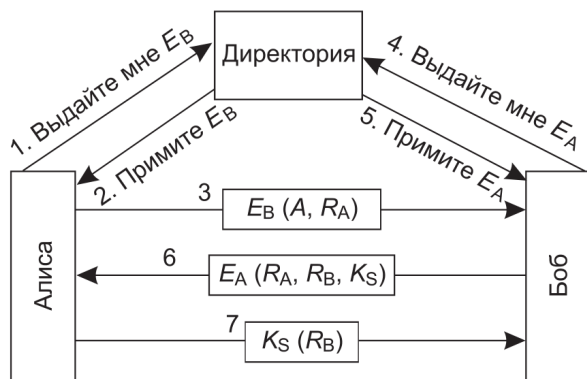 Директория
1. Выдайте мне E_B
2. Примите E_B
4. Выдайте мне E_A
5. Примите E_A
Алиса
Боб
3
E_B (A, R_A)
6
E_A (R_A, R_B, K_S)
7
K_S (R_B)